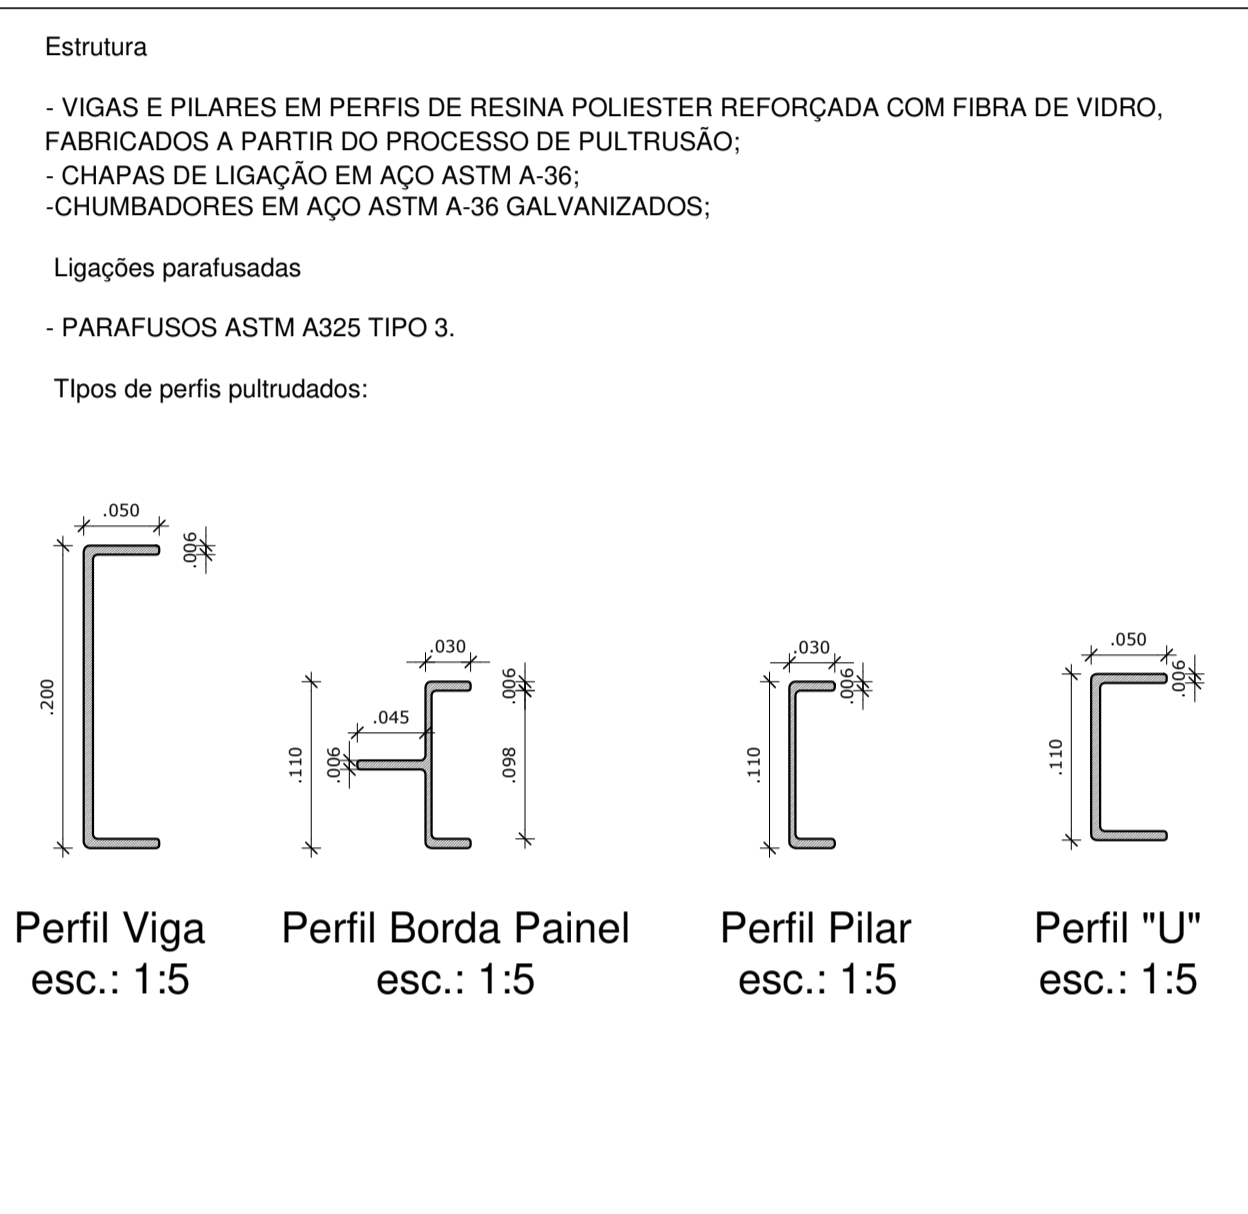 Estrutura
- VIGAS E PILARES EM PERFIS DE RESINA POLIESTER REFORÇADA COM FIBRA DE VIDRO,
FABRICADOS A PARTIR DO PROCESSO DE PULTRUSÃO;
- CHAPAS DE LIGAÇÃO EM AÇO ASTM A-36;
-CHUMBADORES EM AÇO ASTM A-36 GALVANIZADOS;
Ligações parafusadas
- PARAFUSOS ASTM A325 TIPO 3.
TIpos de perfis pultrudados:
.050
.006
.200
.030
.006
.045
.110
.006
.098
.030
.006
.110
.050
.006
.110
Perfil Viga
esc.: 1:5
Perfil Borda Painel
esc.: 1:5
Perfil Pilar
esc.: 1:5
Perfil "U"
esc.: 1:5